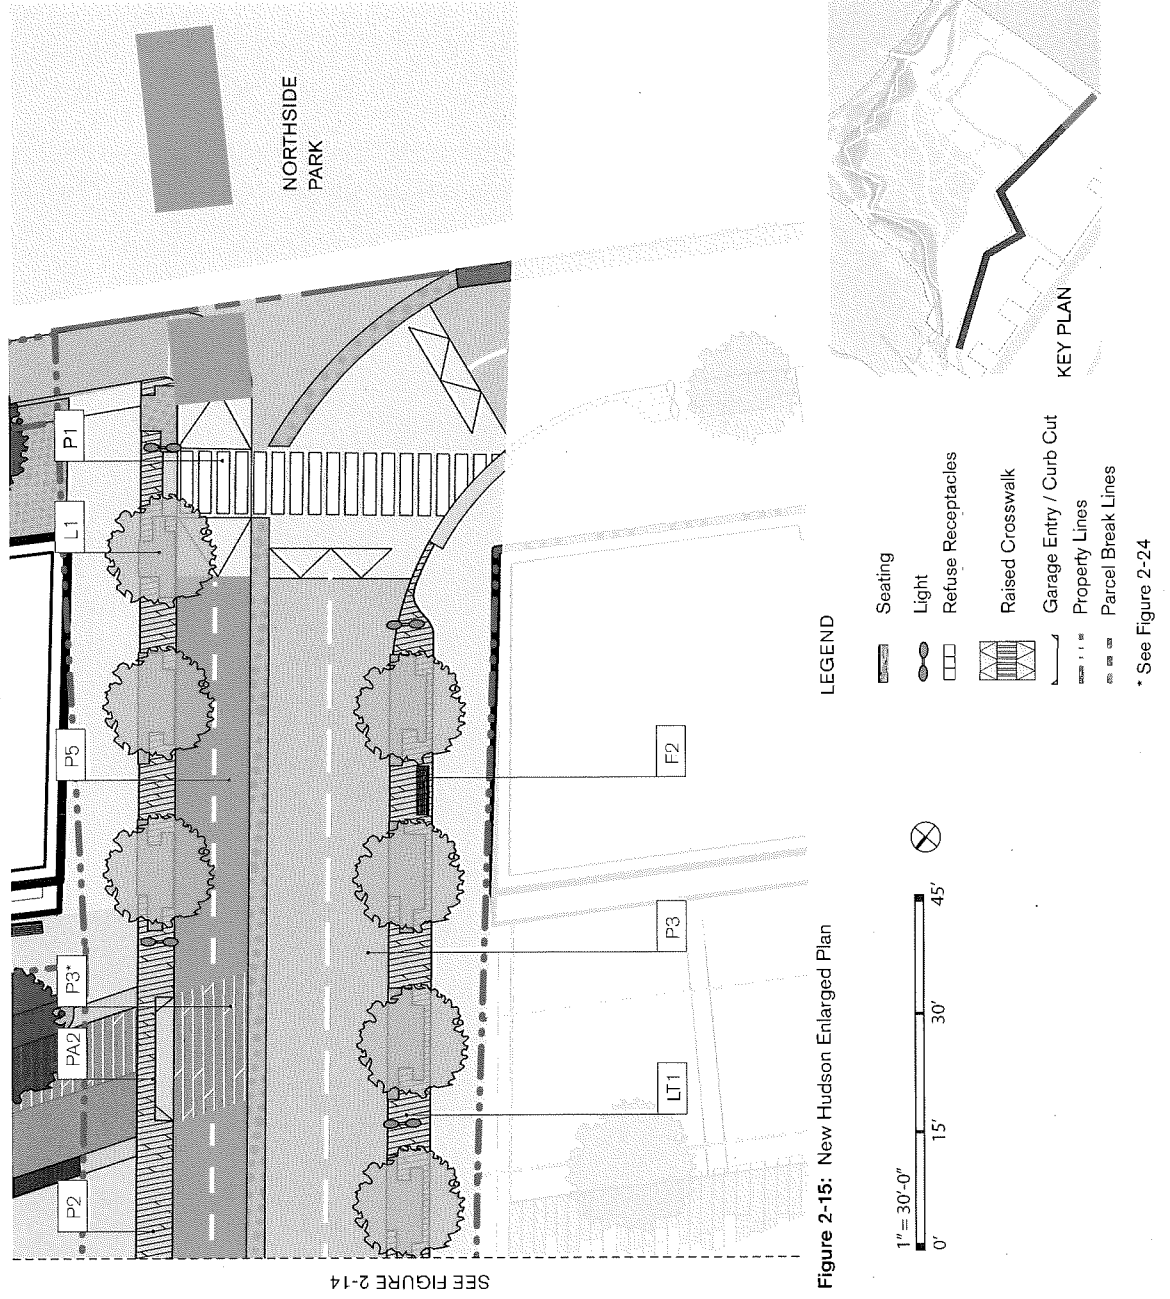 NORTHSIDE
PARK
P1
L1
P5
P3*
PA2
P2
F2
P3
LT1
SEE FIGURE 2-14
Figure 2-15: New Hudson Enlarged Plan
1" = 30'-0"
0' 15' 30' 45'
LEGEND
Seating
Light
Refuse Receptacles
Raised Crosswalk
Garage Entry / Curb Cut
Property Lines
Parcel Break Lines
* See Figure 2-24
KEY PLAN